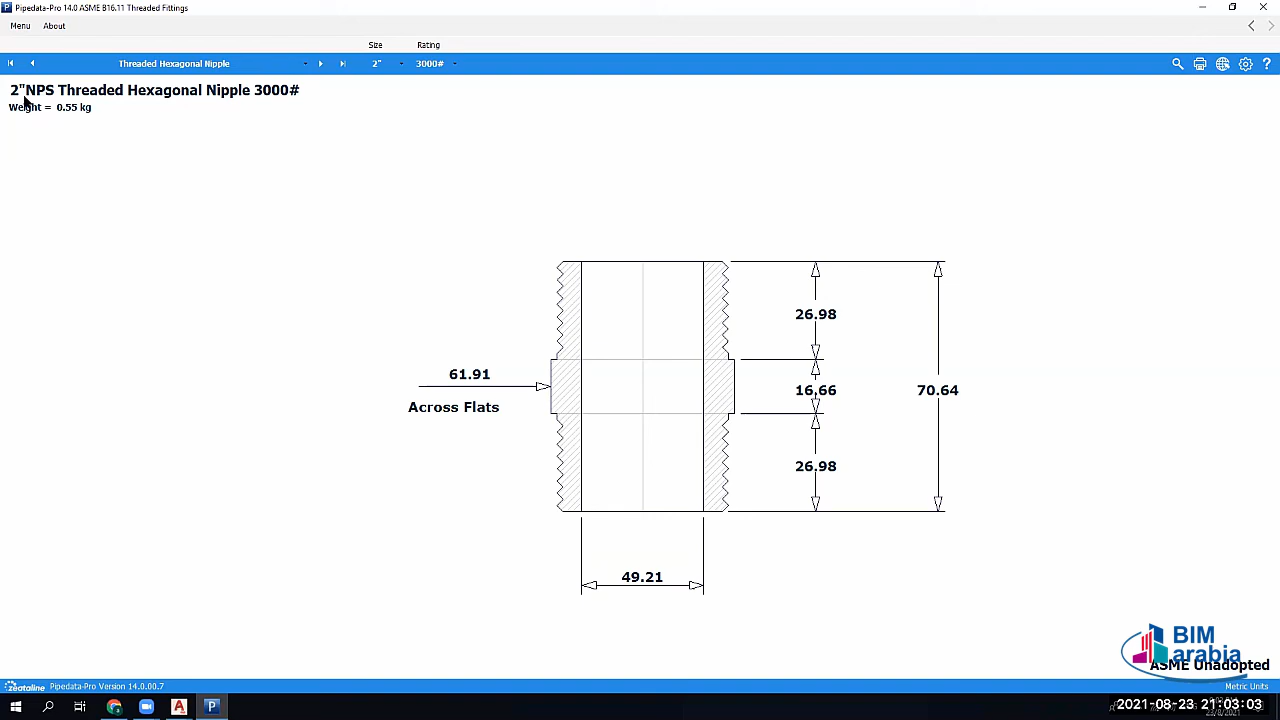 Pipedata-Pro 14.0 ASME B16.11 Threaded Fittings
Menu About
Size Rating
Threaded Hexagonal Nipple 2" 3000#
2"NPS Threaded Hexagonal Nipple 3000#
Weight = 0.55 kg
26.98
61.91
Across Flats
16.66
70.64
26.98
49.21
BIM
arabia
ASME Unadopted
zeataline Pipedata-Pro Version 14.0.00.7
Metric Units
2021-08-23 21:03:03